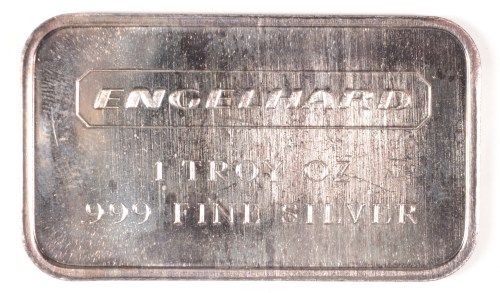 ENGELHARD
1 TROY OZ
.999 FINE SILVER